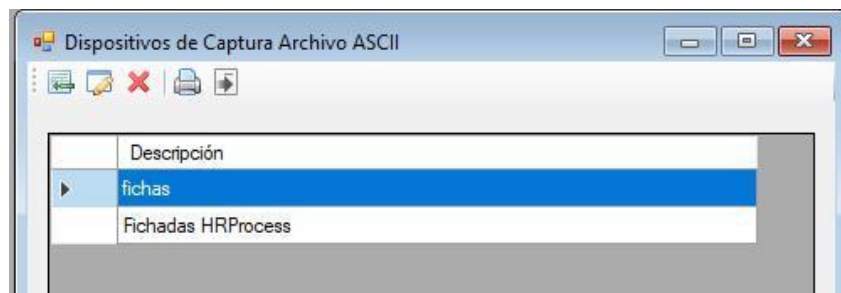 Dispositivos de Captura Archivo ASCII
Descripción
fichas
Fichadas HRProcess